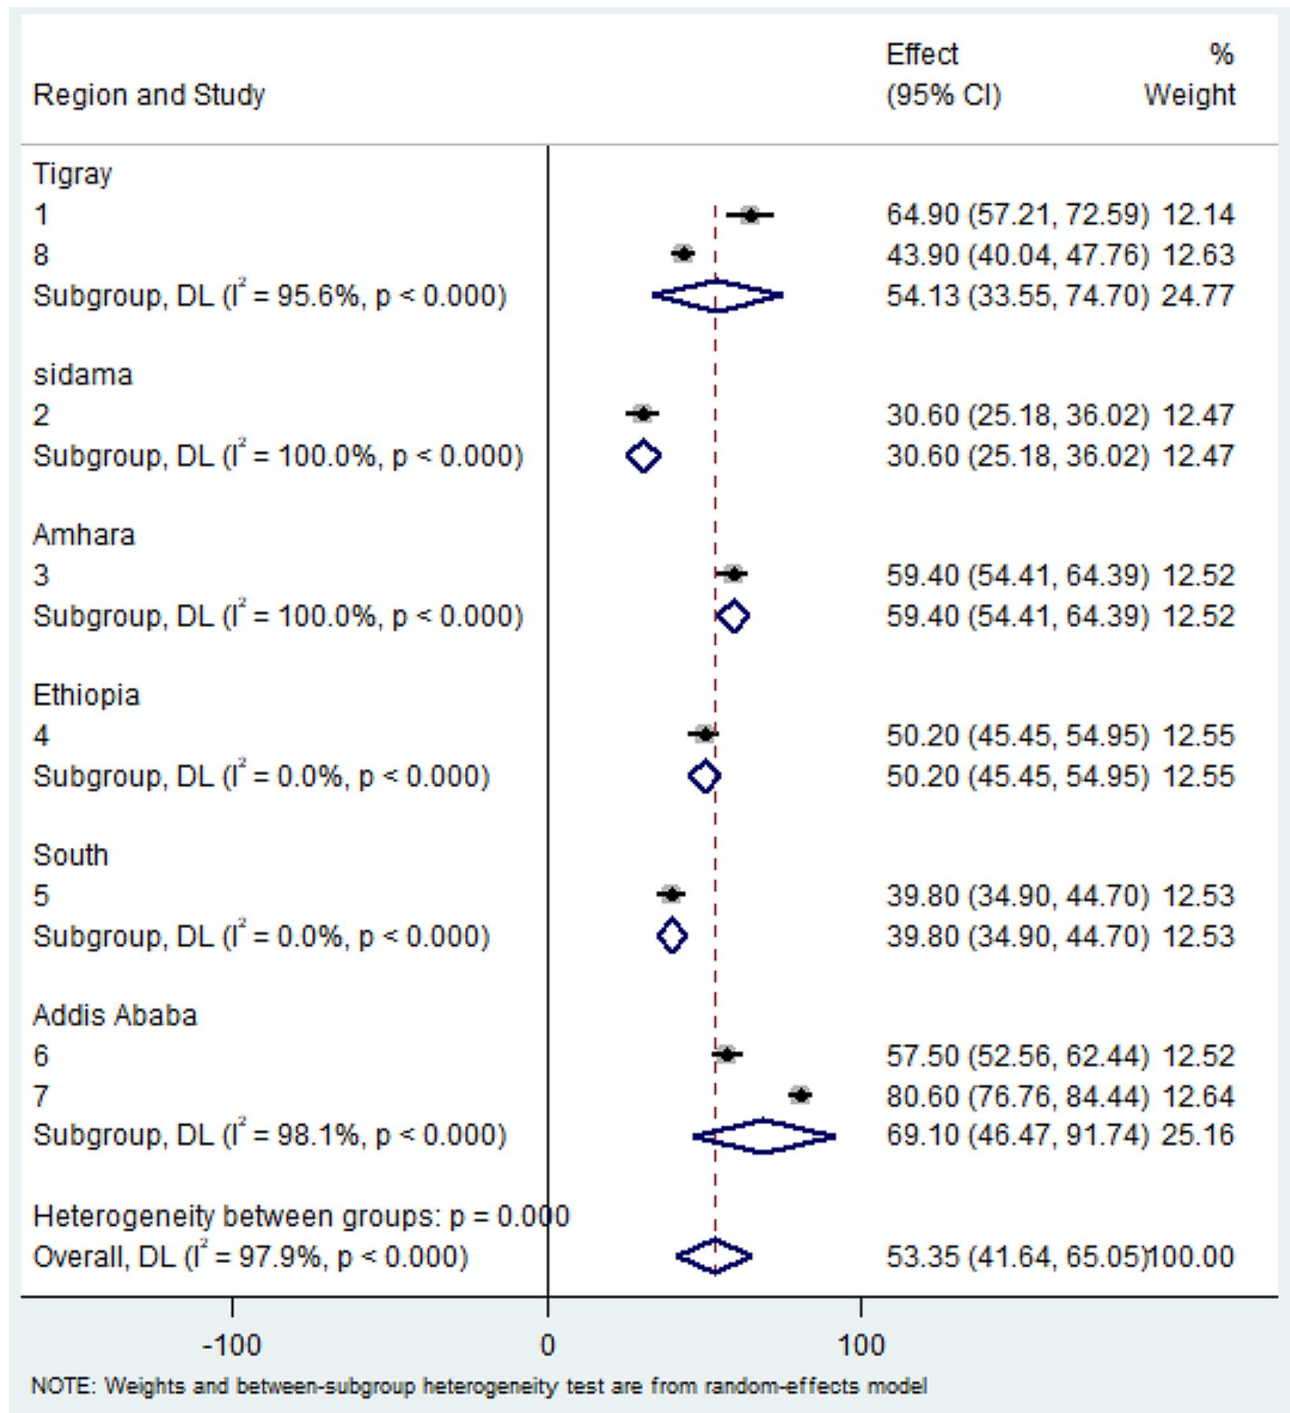 Effect %
Region and Study (95% CI) Weight
Tigray
1 64.90 (57.21, 72.59) 12.14
8 43.90 (40.04, 47.76) 12.63
Subgroup, DL (I² = 95.6%, p < 0.000) 54.13 (33.55, 74.70) 24.77
sidama
2 30.60 (25.18, 36.02) 12.47
Subgroup, DL (I² = 100.0%, p < 0.000) 30.60 (25.18, 36.02) 12.47
Amhara
3 59.40 (54.41, 64.39) 12.52
Subgroup, DL (I² = 100.0%, p < 0.000) 59.40 (54.41, 64.39) 12.52
Ethiopia
4 50.20 (45.45, 54.95) 12.55
Subgroup, DL (I² = 0.0%, p < 0.000) 50.20 (45.45, 54.95) 12.55
South
5 39.80 (34.90, 44.70) 12.53
Subgroup, DL (I² = 0.0%, p < 0.000) 39.80 (34.90, 44.70) 12.53
Addis Ababa
6 57.50 (52.56, 62.44) 12.52
7 80.60 (76.76, 84.44) 12.64
Subgroup, DL (I² = 98.1%, p < 0.000) 69.10 (46.47, 91.74) 25.16
Heterogeneity between groups: p = 0.000
Overall, DL (I² = 97.9%, p < 0.000) 53.35 (41.64, 65.05) 100.00
-100 0 100
NOTE: Weights and between-subgroup heterogeneity test are from random-effects model